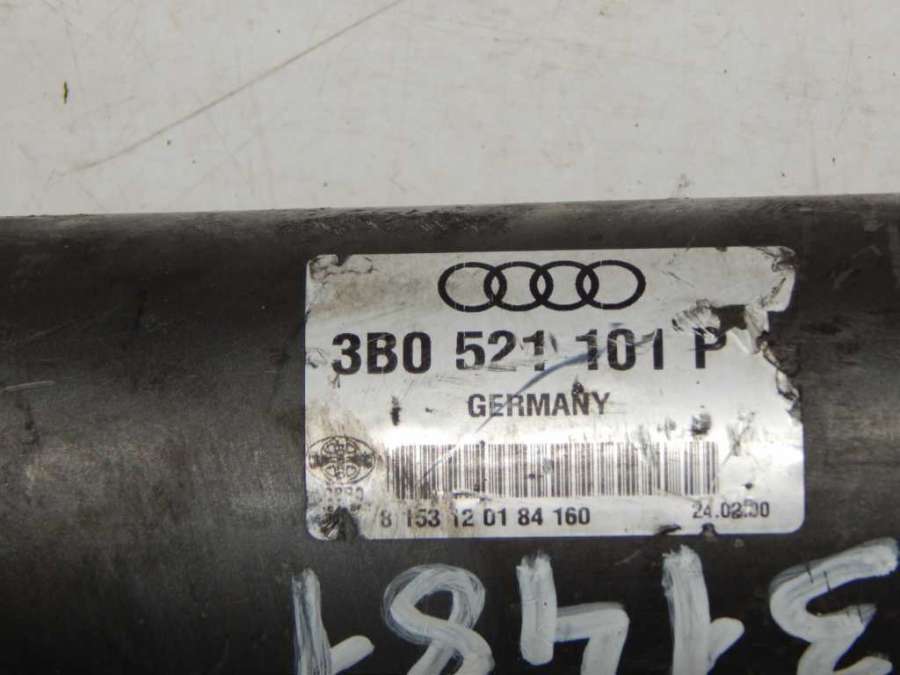 3B0 521 101 P
GERMANY
8 153 12 01 84 160
24.02.00